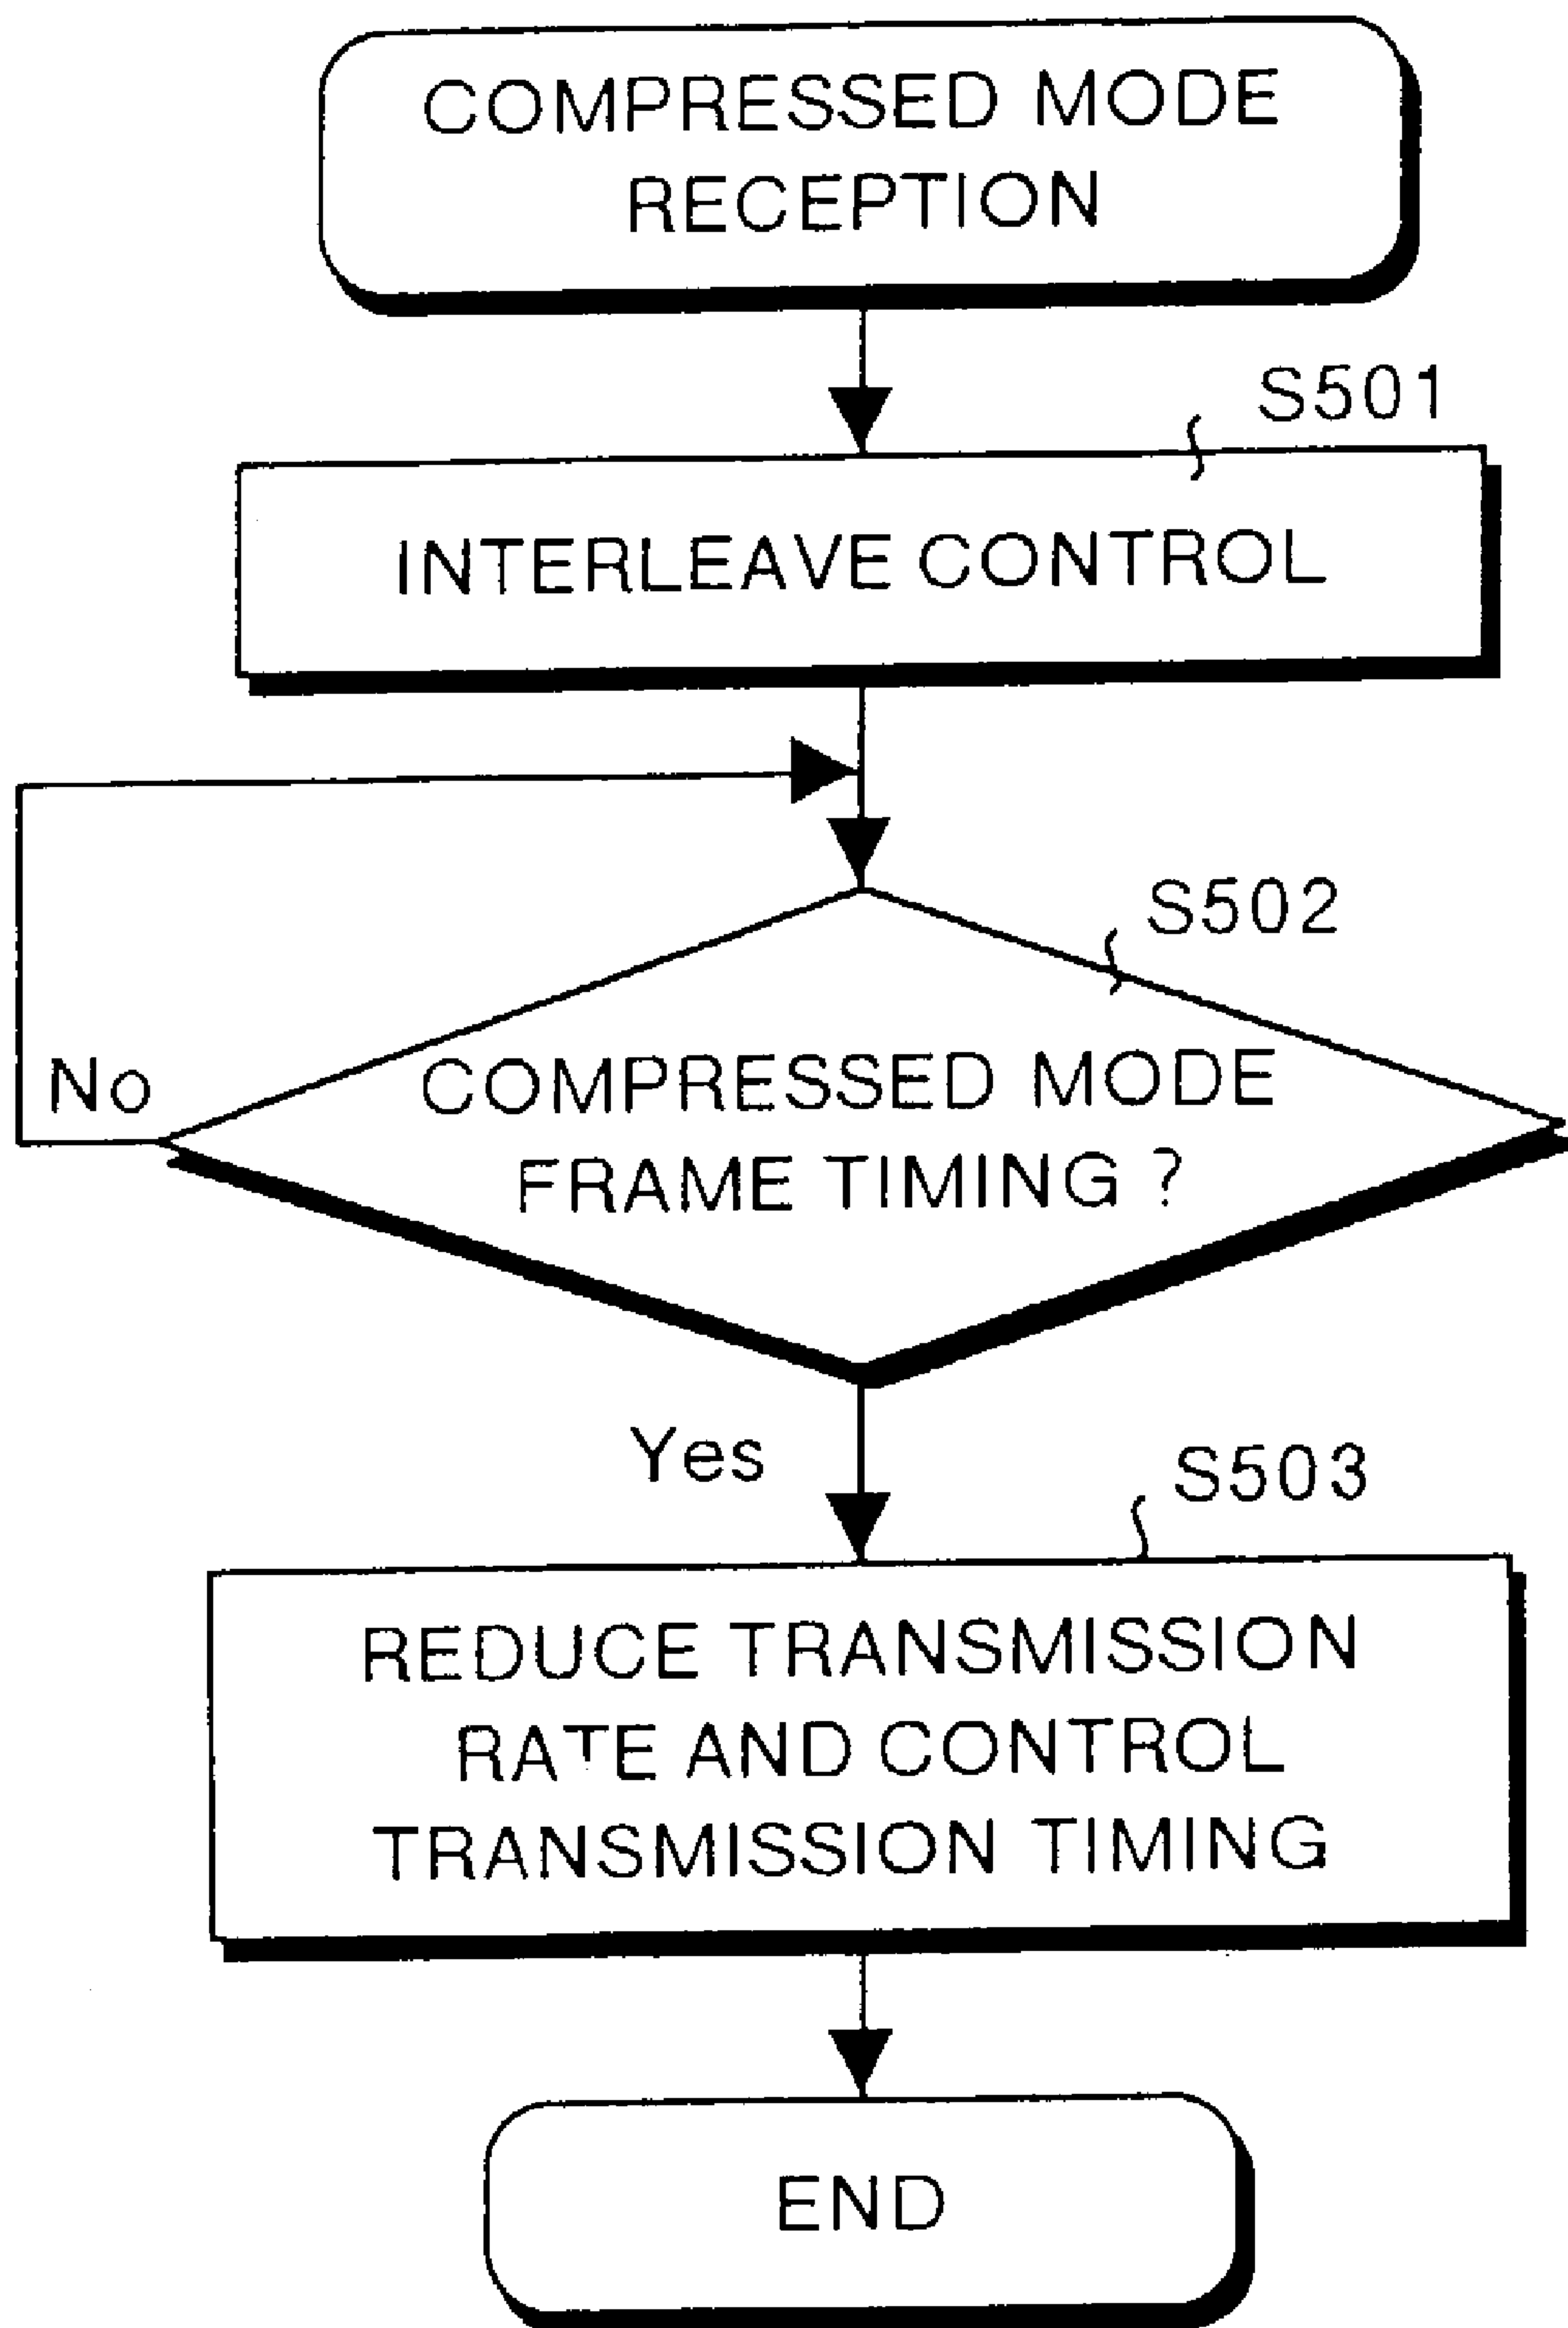 COMPRESSED MODE
RECEPTION
S501
INTERLEAVE CONTROL
S502
No
COMPRESSED MODE
FRAME TIMING ?
Yes
S503
REDUCE TRANSMISSION
RATE AND CONTROL
TRANSMISSION TIMING
END